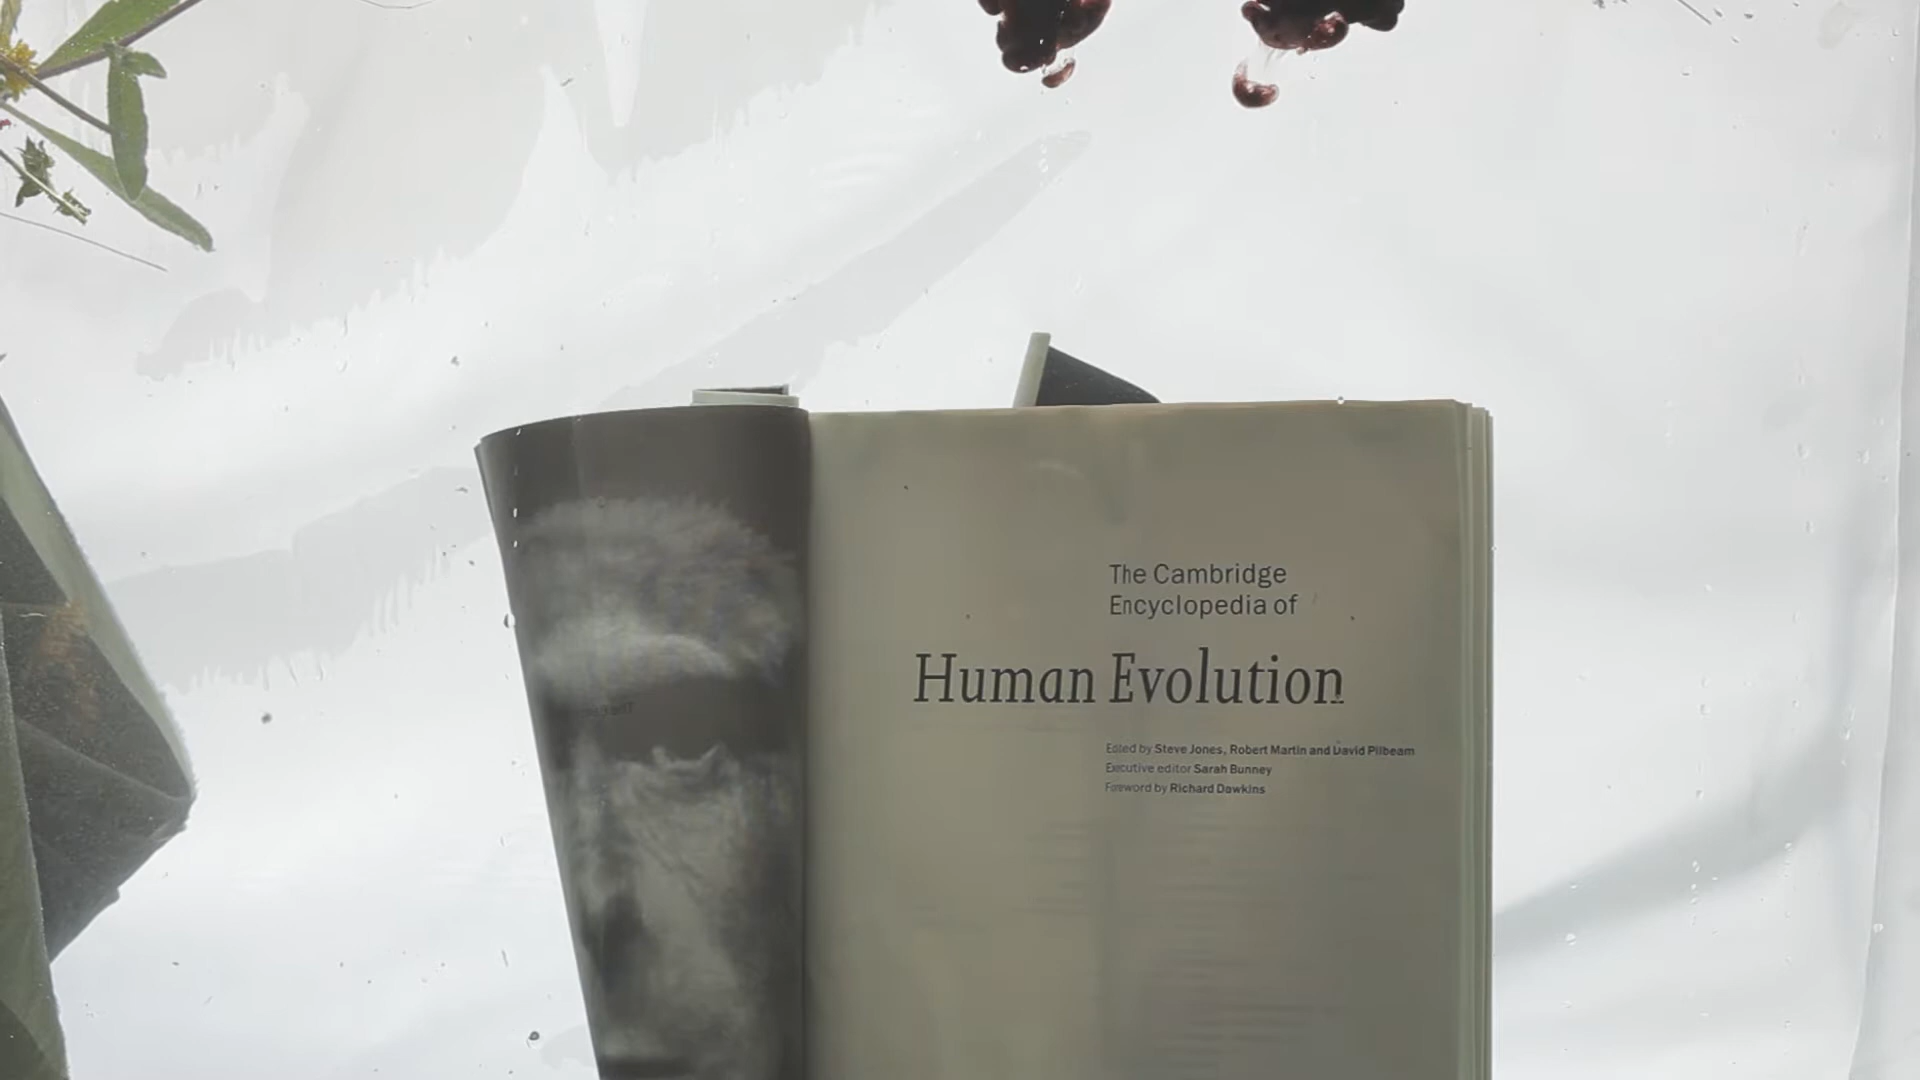 The Cambridge
Encyclopedia of
Human Evolution
Edited by Steve Jones, Robert Martin and David Pilbeam
Executive editor Sarah Bunney
Foreword by Richard Dawkins